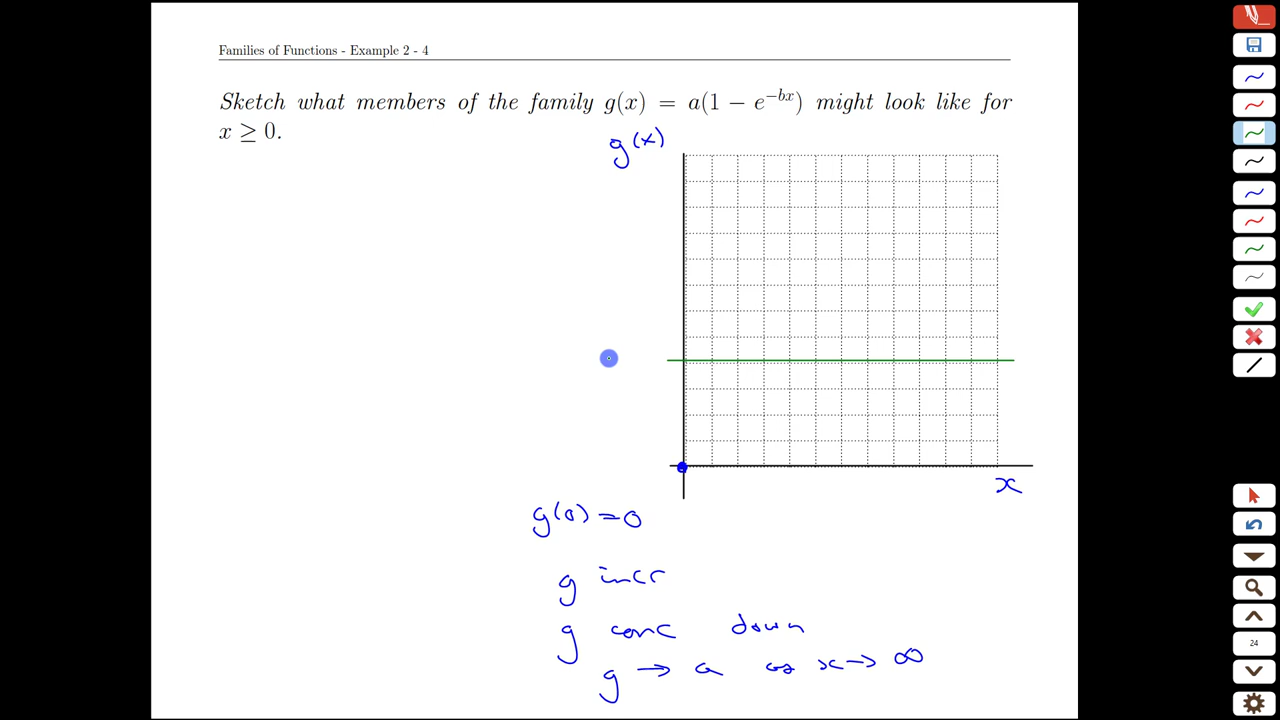 Families of Functions - Example 2 - 4
Sketch what members of the family g(x) = a(1 − e^{−bx}) might look like for
x ≥ 0.
g(x)
x
g(0) = 0
g incr
g conc down
g → a as x → ∞
24